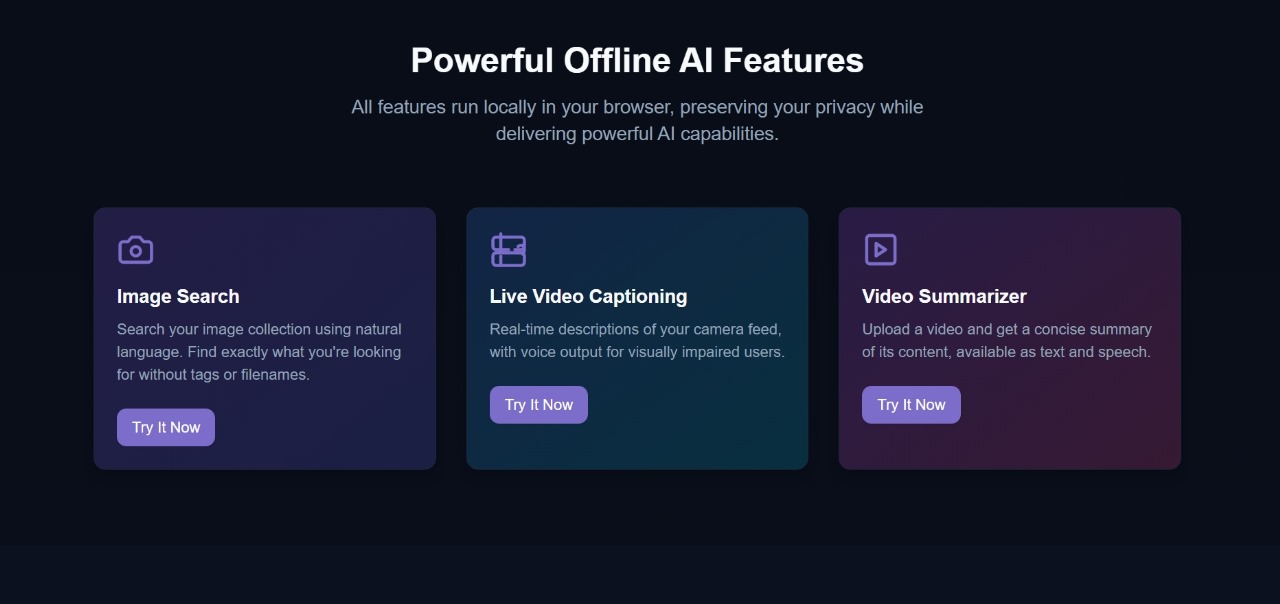 Powerful Offline AI Features
All features run locally in your browser, preserving your privacy while
delivering powerful AI capabilities.
Image Search
Search your image collection using natural
language. Find exactly what you're looking
for without tags or filenames.
Try It Now
Live Video Captioning
Real-time descriptions of your camera feed,
with voice output for visually impaired users.
Try It Now
Video Summarizer
Upload a video and get a concise summary
of its content, available as text and speech.
Try It Now